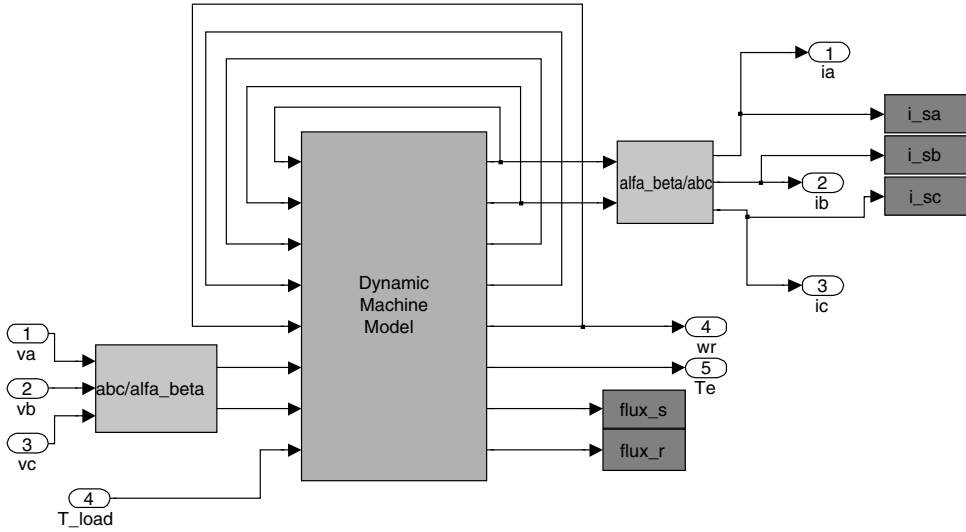 1
ia
i_sa
i_sb
i_sc
alfa_beta/abc
2
ib
3
ic
Dynamic
Machine
Model
1
va
2
vb
3
vc
abc/alfa_beta
4
T_load
4
wr
5
Te
flux_s
flux_r